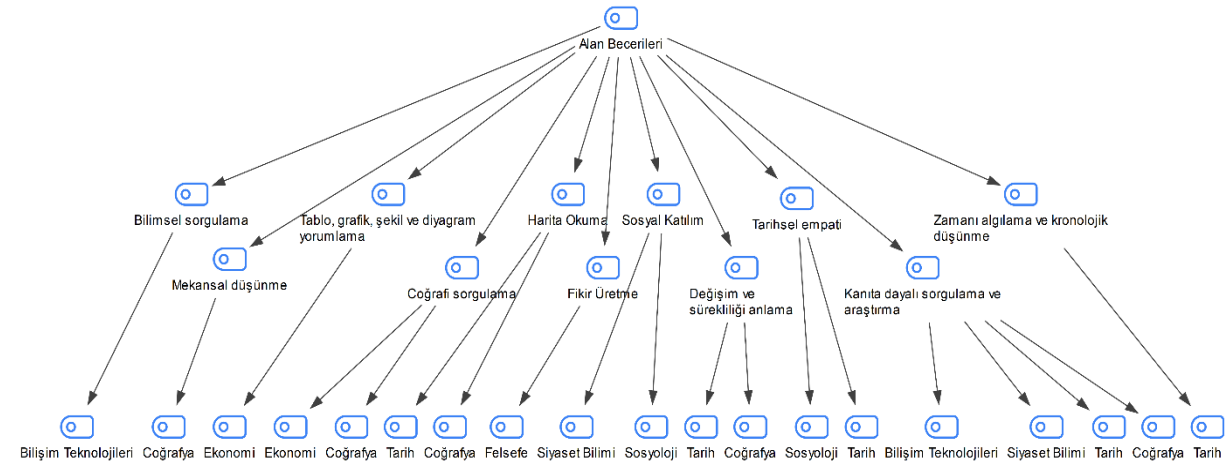 Alan Becerileri
Bilimsel sorgulama
Tablo, grafik, şekil ve diyagram
yorumlama
Harita Okuma
Sosyal Katılım
Tarihsel empati
Zamanı algılama ve kronolojik
düşünme
Mekansal düşünme
Coğrafi sorgulama
Fikir Üretme
Değişim ve
sürekliliği anlama
Kanıta dayalı sorgulama ve
araştırma
Bilişim Teknolojileri
Coğrafya
Ekonomi
Ekonomi
Coğrafya
Tarih
Coğrafya
Felsefe
Siyaset Bilimi
Sosyoloji
Tarih
Coğrafya
Sosyoloji
Tarih
Bilişim Teknolojileri
Siyaset Bilimi
Tarih
Coğrafya
Tarih